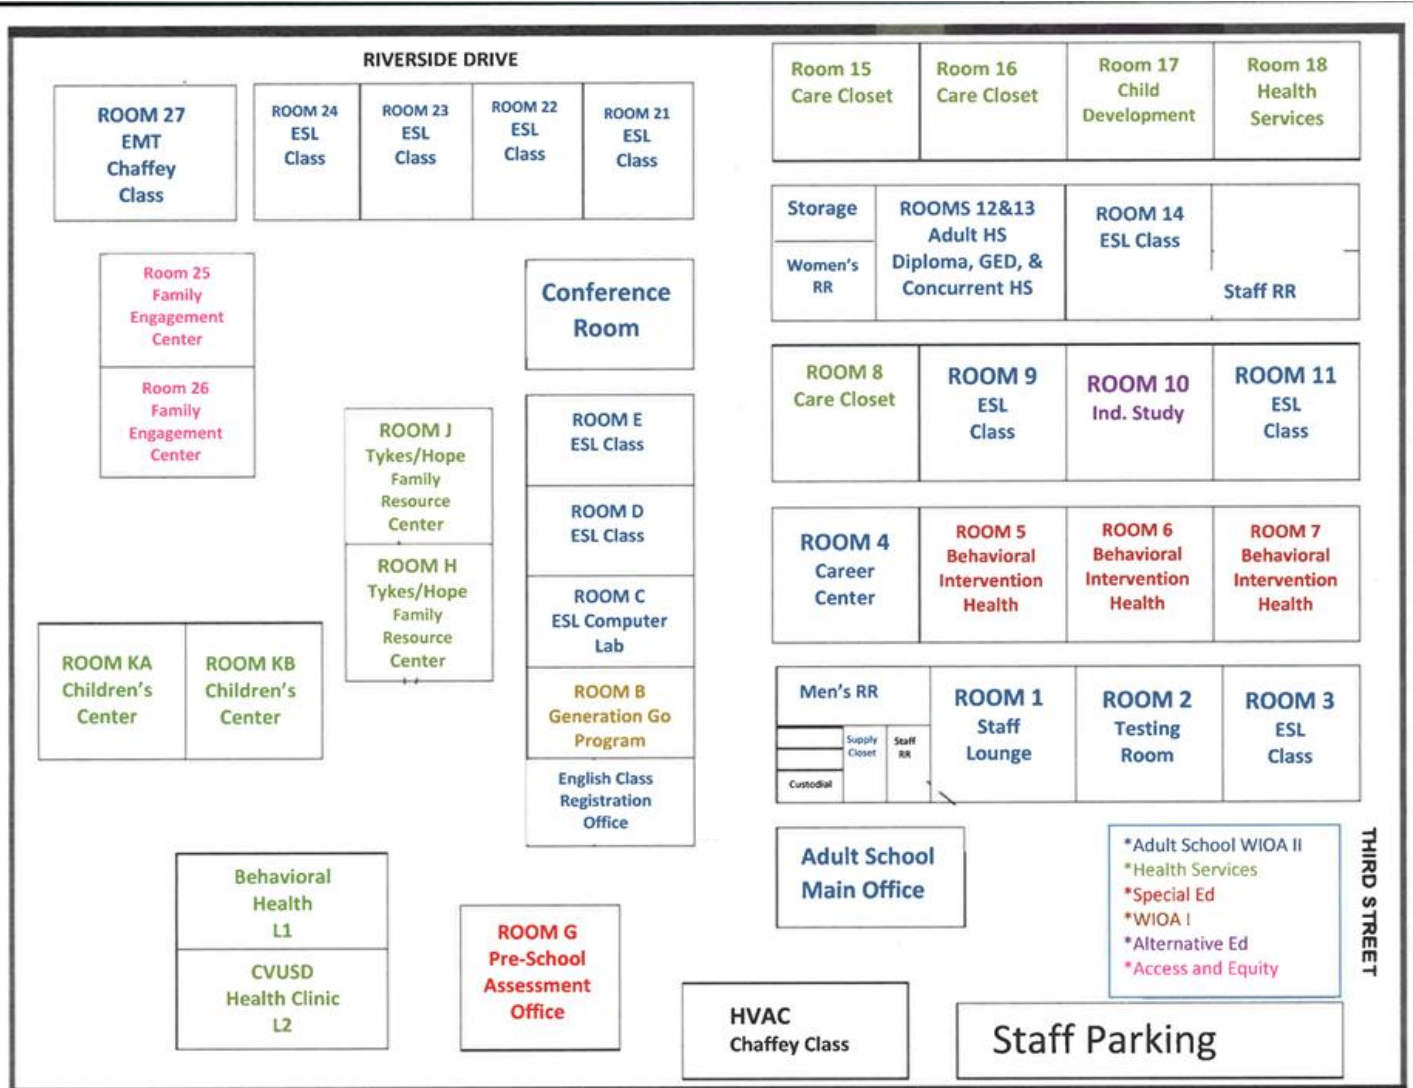 RIVERSIDE DRIVE
ROOM 27
EMT
Chaffey
Class
ROOM 24
ESL
Class
ROOM 23
ESL
Class
ROOM 22
ESL
Class
ROOM 21
ESL
Class
Room 15
Care Closet
Room 16
Care Closet
Room 17
Child
Development
Room 18
Health
Services
Storage
Women's
RR
ROOMS 12&13
Adult HS
Diploma, GED, &
Concurrent HS
ROOM 14
ESL Class
Staff RR
Room 25
Family
Engagement
Center
Room 26
Family
Engagement
Center
Conference
Room
ROOM 8
Care Closet
ROOM 9
ESL
Class
ROOM 10
Ind. Study
ROOM 11
ESL
Class
ROOM J
Tykes/Hope
Family
Resource
Center
ROOM H
Tykes/Hope
Family
Resource
Center
ROOM E
ESL Class
ROOM D
ESL Class
ROOM C
ESL Computer
Lab
ROOM B
Generation Go
Program
English Class
Registration
Office
ROOM 4
Career
Center
ROOM 5
Behavioral
Intervention
Health
ROOM 6
Behavioral
Intervention
Health
ROOM 7
Behavioral
Intervention
Health
ROOM KA
Children's
Center
ROOM KB
Children's
Center
Men's RR
Supply
Closet
Staff
RR
Custodial
ROOM 1
Staff
Lounge
ROOM 2
Testing
Room
ROOM 3
ESL
Class
Adult School
Main Office
*Adult School WIOA II
*Health Services
*Special Ed
*WIOA I
*Alternative Ed
*Access and Equity
THIRD STREET
Behavioral
Health
L1
CVUSD
Health Clinic
L2
ROOM G
Pre-School
Assessment
Office
HVAC
Chaffey Class
Staff Parking